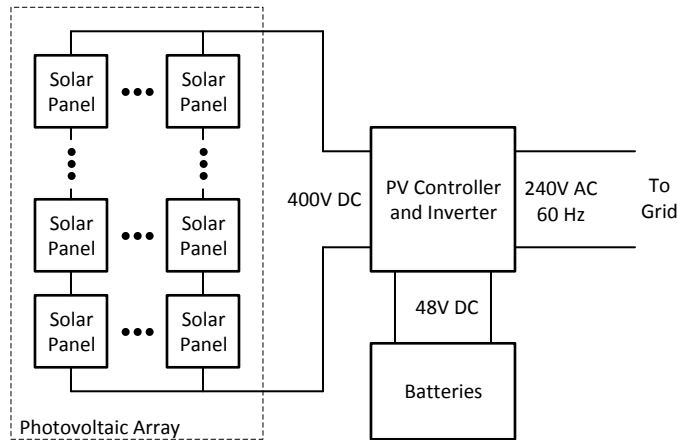 Solar
Panel
Solar
Panel
Solar
Panel
Solar
Panel
Solar
Panel
Solar
Panel
Photovoltaic Array
400V DC
PV Controller
and Inverter
240V AC
60 Hz
To
Grid
48V DC
Batteries